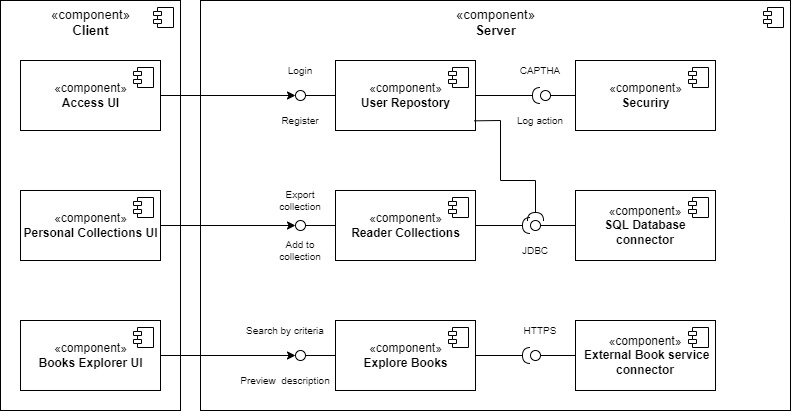 «component»
Client
«component»
Server
«component»
Access UI
Login
Register
«component»
User Repostory
CAPTHA
Log action
«component»
Securiry
«component»
Personal Collections UI
Export
collection
Add to
collection
«component»
Reader Collections
JDBC
«component»
SQL Database
connector
«component»
Books Explorer UI
Search by criteria
Preview description
«component»
Explore Books
HTTPS
«component»
External Book service
connector